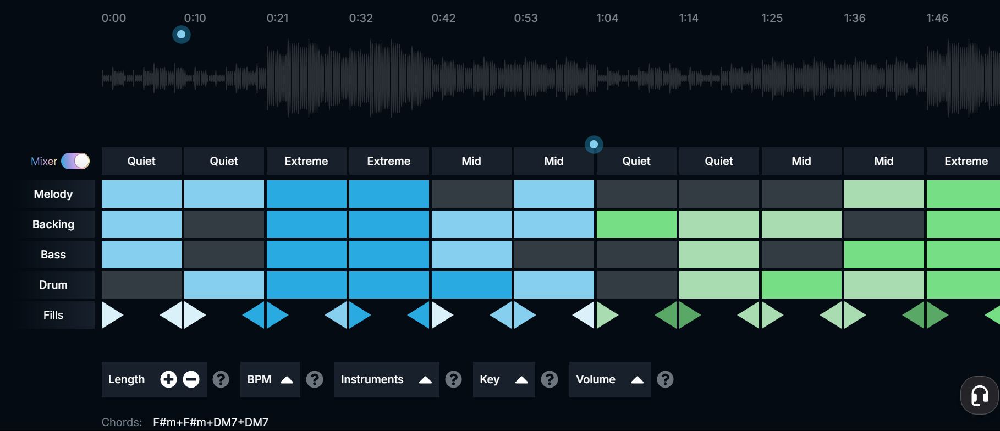 0:00 0:10 0:21 0:32 0:42 0:53 1:04 1:14 1:25 1:36 1:46
Mixer Quiet Quiet Extreme Extreme Mid Mid Quiet Quiet Mid Mid Extreme
Melody
Backing
Bass
Drum
Fills
Length + − ? BPM ? Instruments ? Key ? Volume ?
Chords: F#m+F#m+DM7+DM7